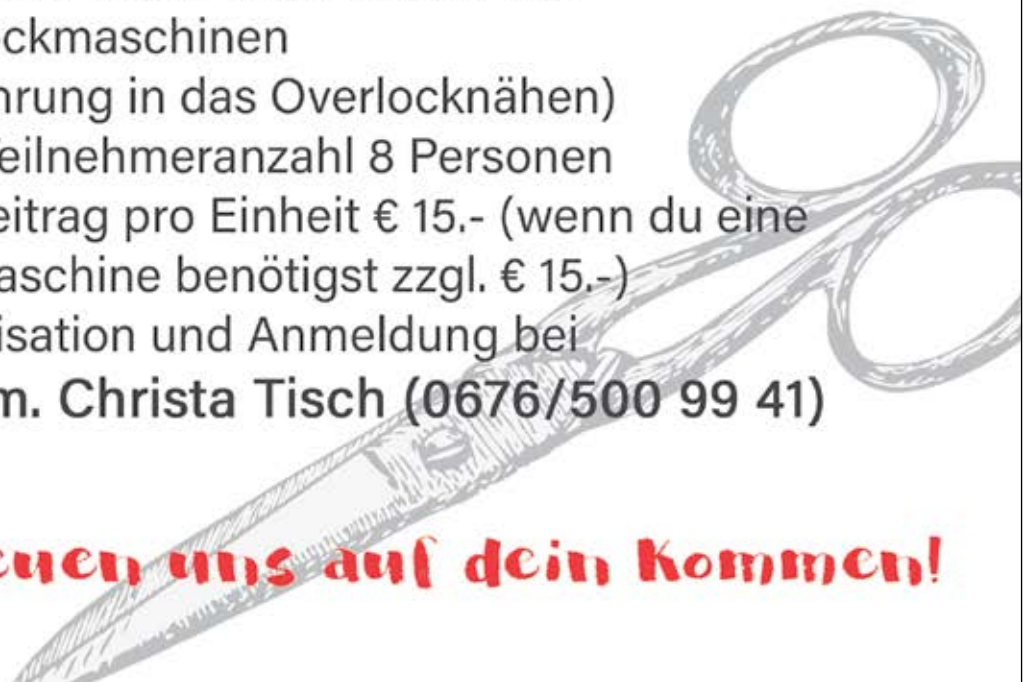 ckmaschinen
hrung in das Overlocknähen)
eilnehmeranzahl 8 Personen
eitrag pro Einheit € 15.- (wenn du eine
aschine benötigst zzgl. € 15.-)
isation und Anmeldung bei
m. Christa Tisch (0676/500 99 41)
euen uns auf dein Kommen!